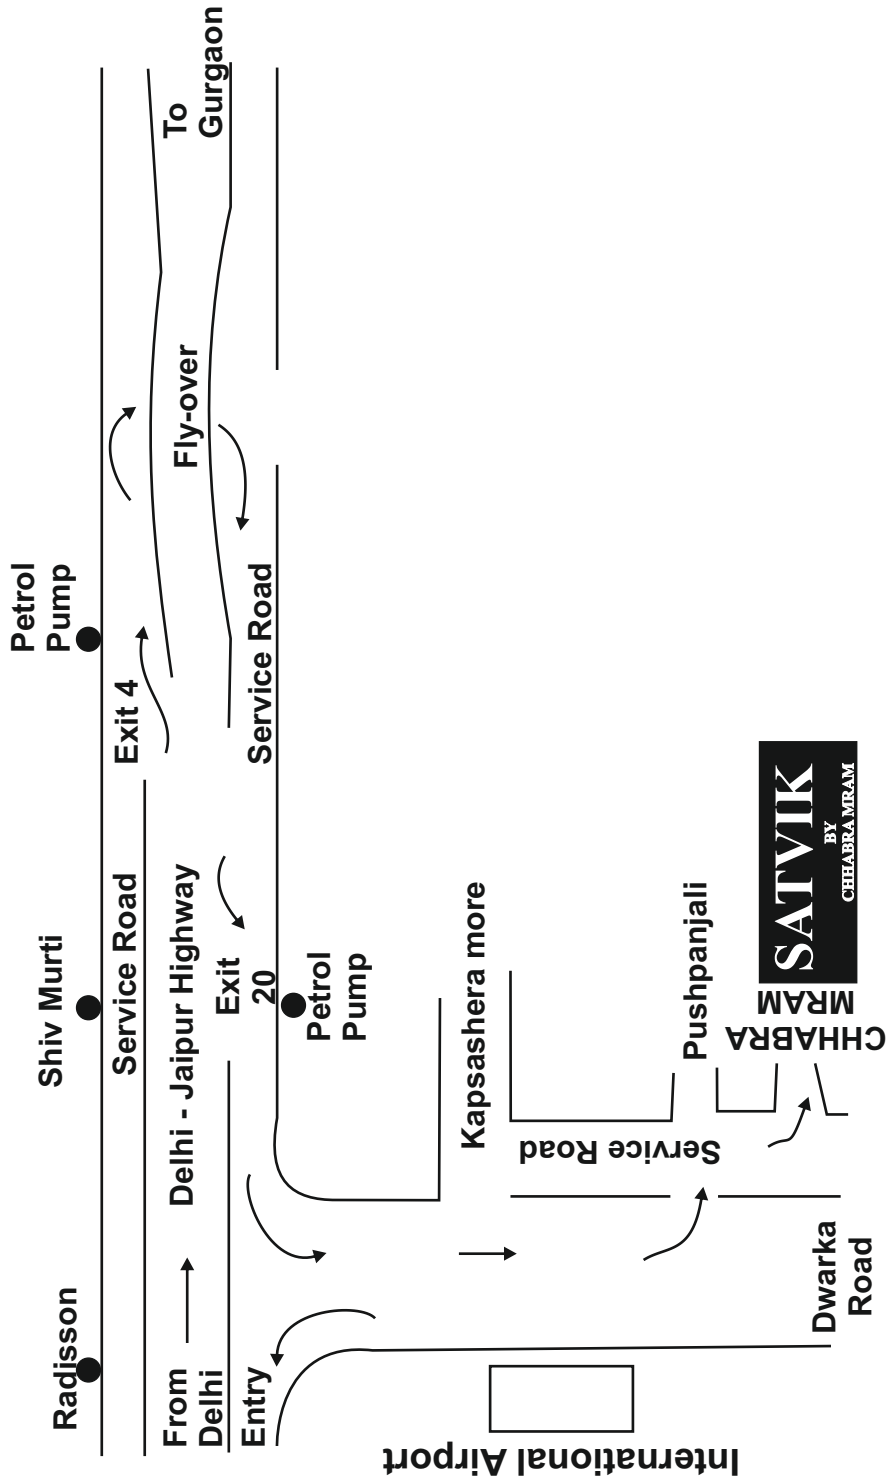 Radisson
Shiv Murti
Petrol
Pump
Service Road
Exit 4
From
Delhi
Delhi - Jaipur Highway
Fly-over
To
Gurgaon
Entry
Exit
20
Service Road
Petrol
Pump
International Airport
Kapsashera more
Service Road
Pushpanjali
Dwarka
Road
CHHABRA
MRAM
SATVIK
BY
CHHABRA MRAM